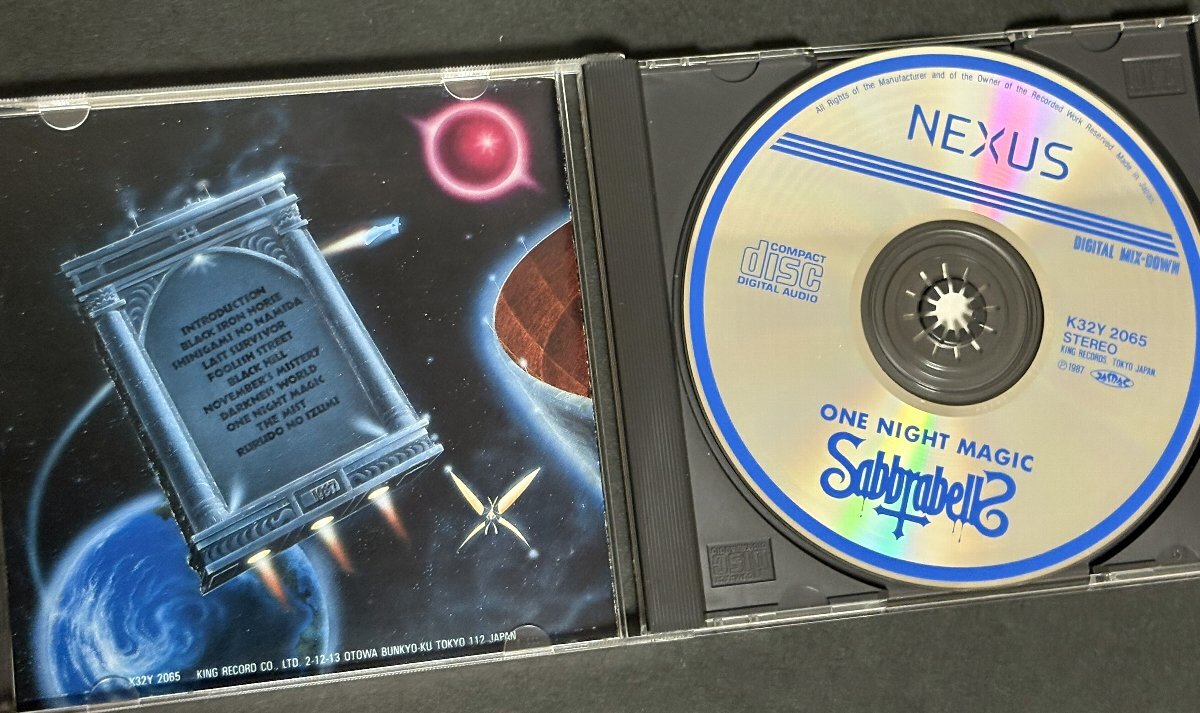 INTRODUCTION
BLACK IRON HORSE
SHINIGAMI NO NAMIDA
LAST SURVIVOR
FOOLISH STREET
BLACK HILL
NOVEMBER'S MISTERY
DARKNESS WORLD
ONE NIGHT MAGIC
THE MIST
RURUDO NO IZUMI
1987
K32Y 2065 KING RECORD CO., LTD. 2-12-13 OTOWA BUNKYO-KU TOKYO 112 JAPAN
All Rights of the Manufacturer and of the Owner of the Recorded Work Reserved. Made in Japan.
NEXUS
DIGITAL MIX-DOWN
COMPACT
disc
DIGITAL AUDIO
K32Y 2065
STEREO
KING RECORDS, TOKYO JAPAN.
Ⓟ1987 JASRAC
ONE NIGHT MAGIC
Sabbrabells